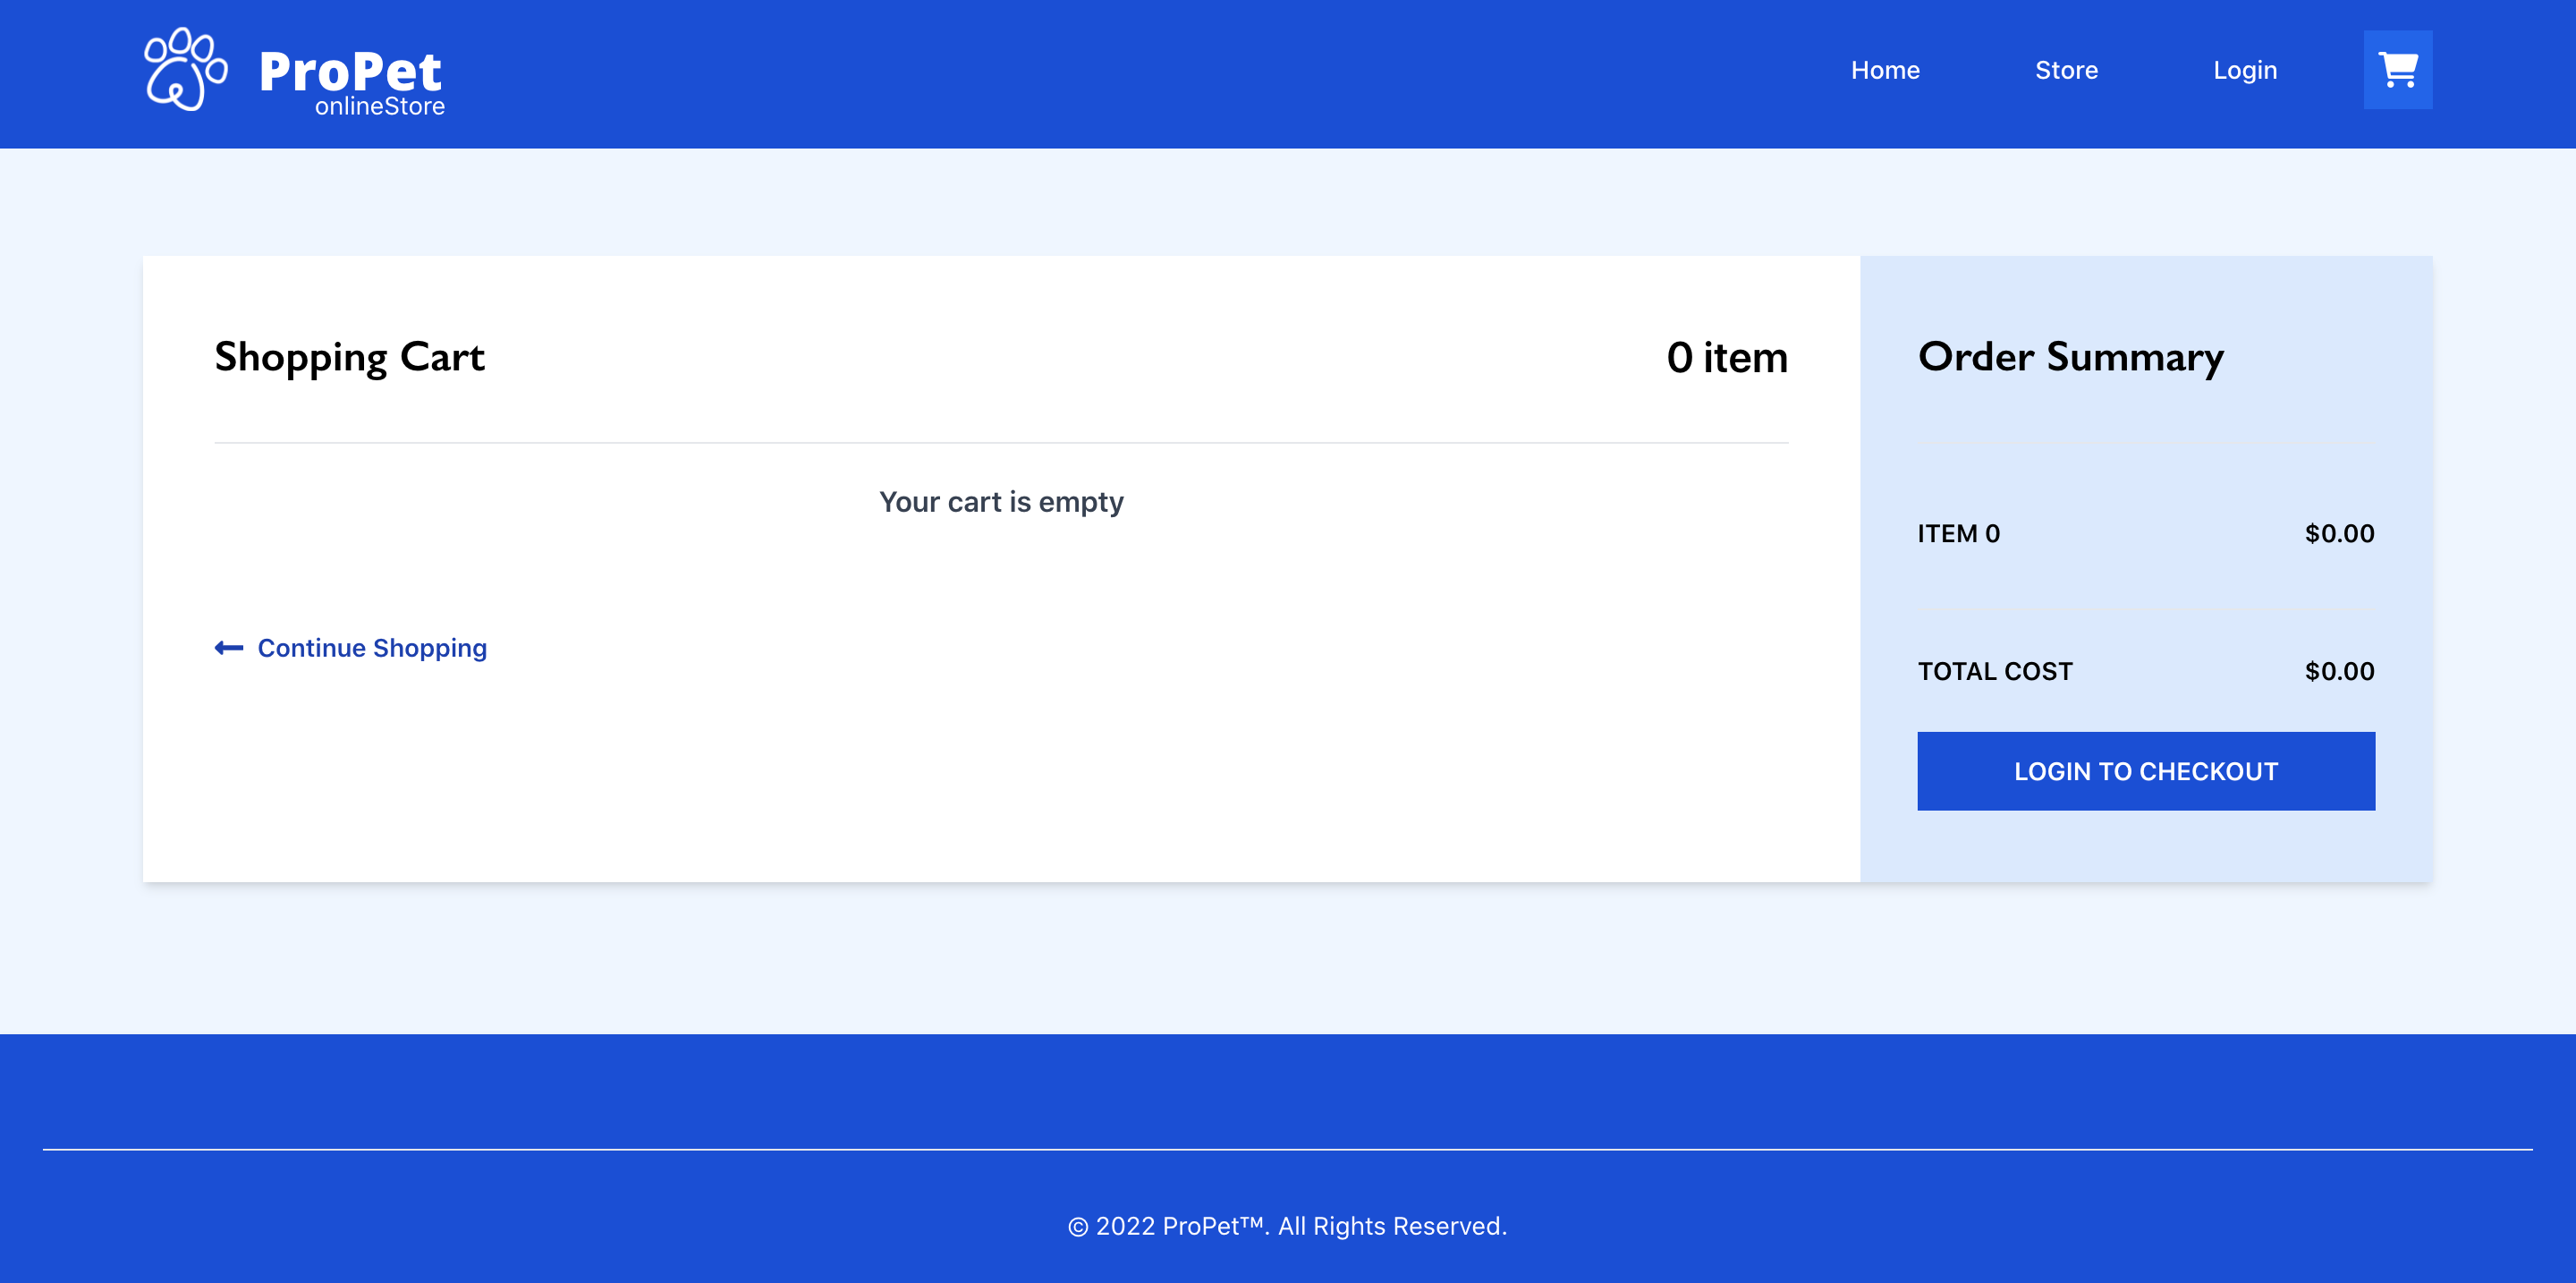 ProPet
onlineStore
Home
Store
Login
Shopping Cart
0 item
Your cart is empty
Continue Shopping
Order Summary
ITEM 0
$0.00
TOTAL COST
$0.00
LOGIN TO CHECKOUT
© 2022 ProPet™. All Rights Reserved.